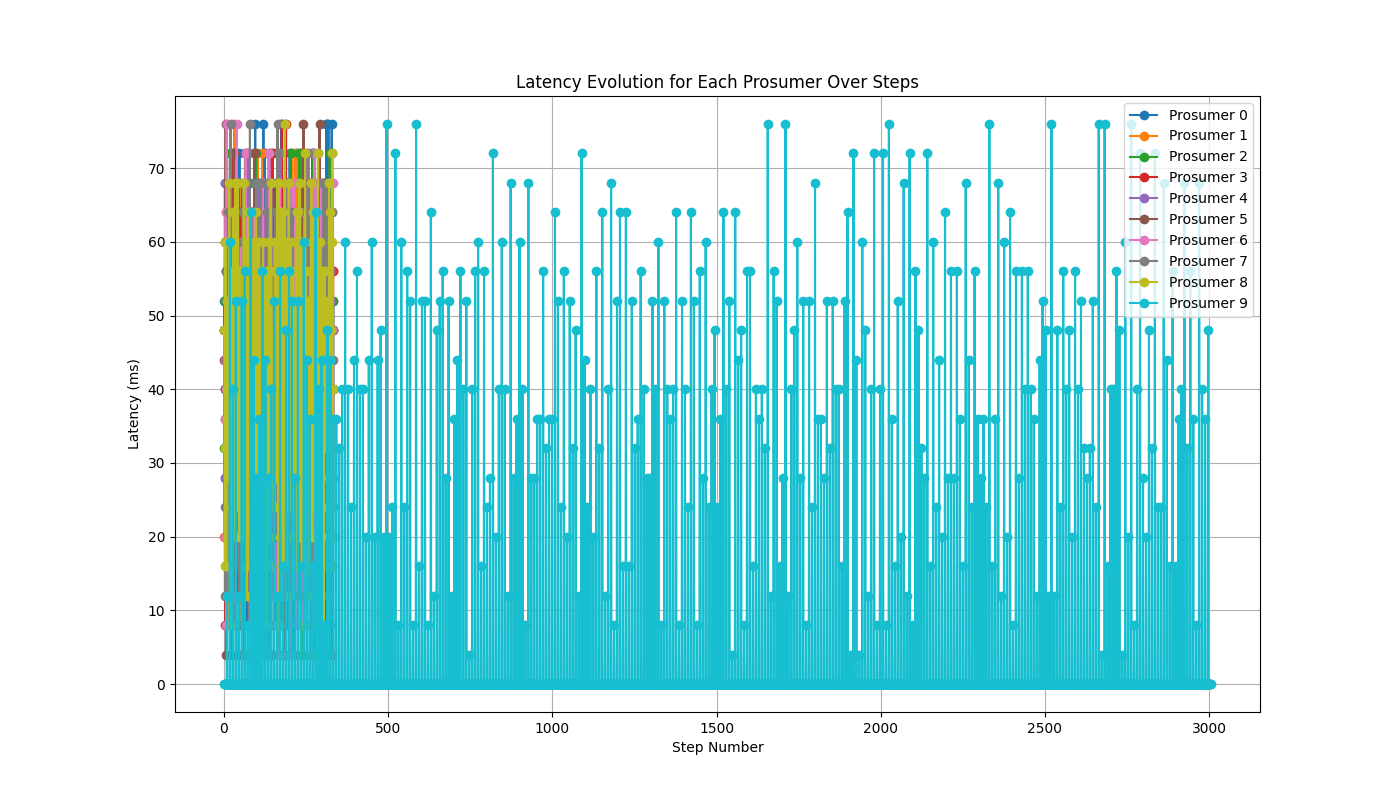 Latency Evolution for Each Prosumer Over Steps
Prosumer 0
Prosumer 1
Prosumer 2
Prosumer 3
Prosumer 4
Prosumer 5
Prosumer 6
Prosumer 7
Prosumer 8
Prosumer 9
Latency (ms)
70
60
50
40
30
20
10
0
0 500 1000 1500 2000 2500 3000
Step Number